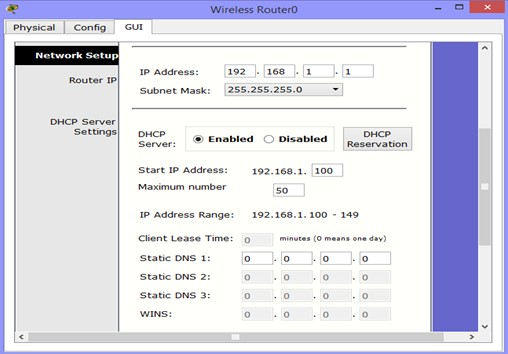 Wireless Router0
Physical Config GUI
Network Setup
Router IP
IP Address: 192 . 168 . 1 . 1
Subnet Mask: 255.255.255.0
DHCP Server Settings
DHCP Server: Enabled Disabled DHCP Reservation
Start IP Address: 192.168.1. 100
Maximum number 50
IP Address Range: 192.168.1.100 - 149
Client Lease Time: 0 minutes (0 means one day)
Static DNS 1: 0 . 0 . 0 . 0
Static DNS 2: 0 . 0 . 0 . 0
Static DNS 3: 0 . 0 . 0 . 0
WINS: 0 . 0 . 0 . 0